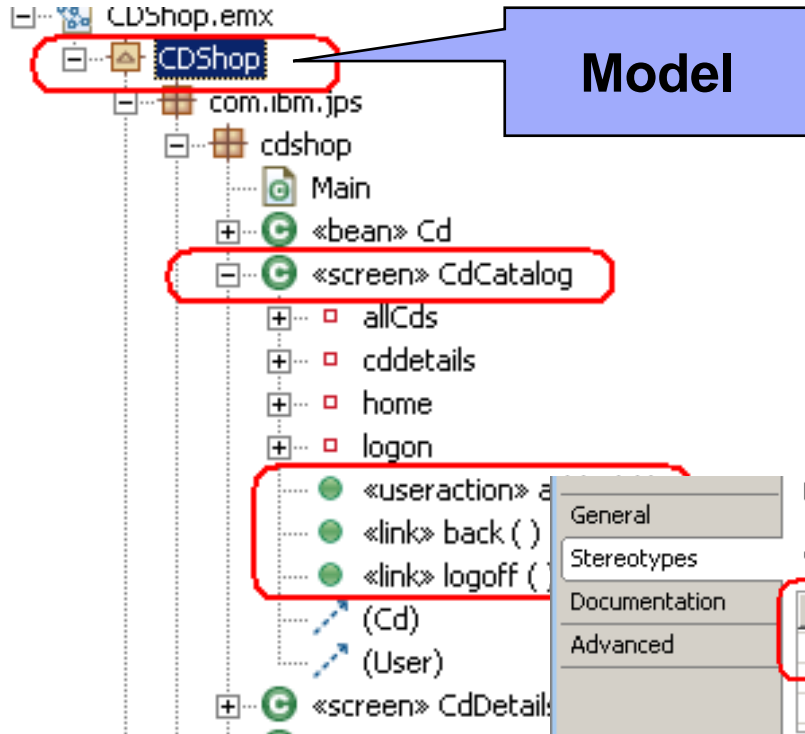 CDShop.emx
CDShop
Model
com.ibm.jps
cdshop
Main
«bean» Cd
«screen» CdCatalog
allCds
cddetails
home
logon
«useraction»
«link» back ( )
«link» logoff (
(Cd)
(User)
«screen» CdDetails
General
Stereotypes
Documentation
Advanced